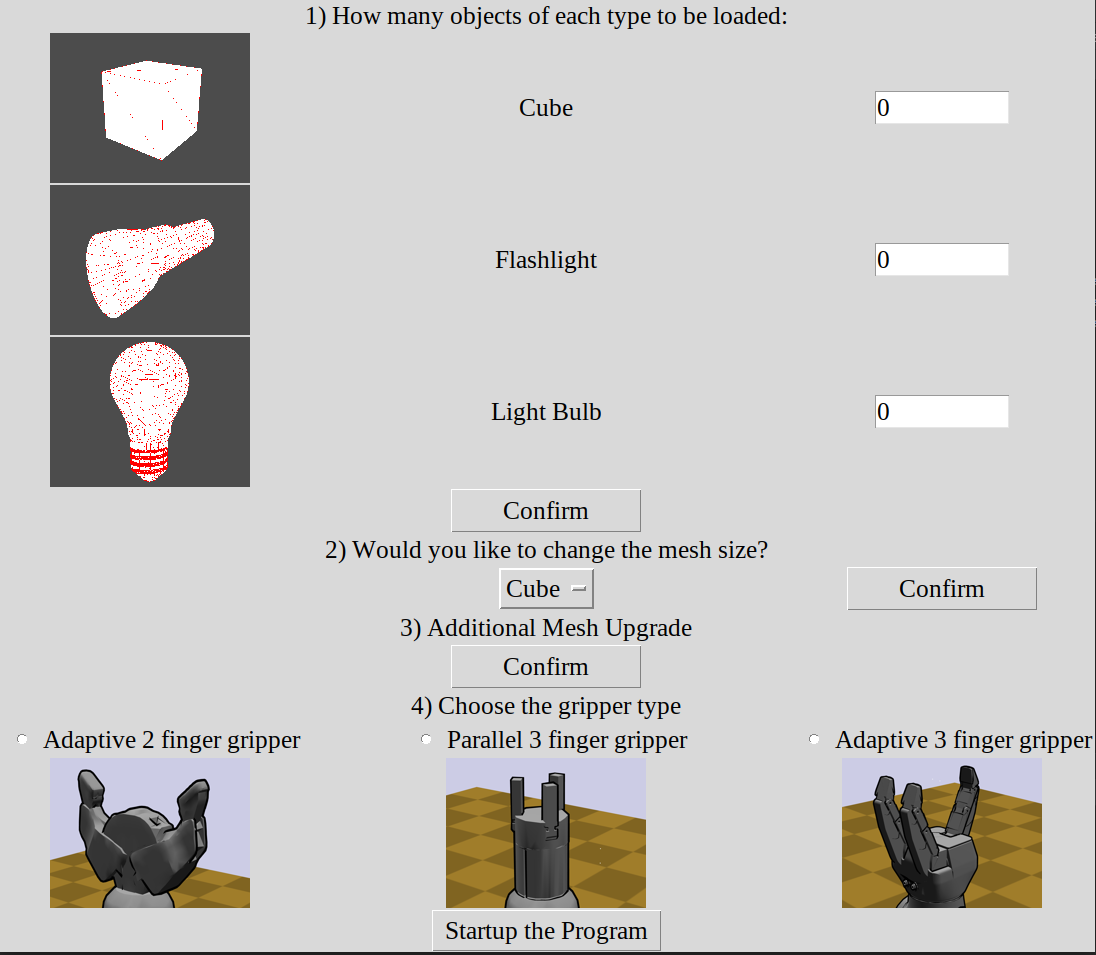 1) How many objects of each type to be loaded:
Cube 0
Flashlight 0
Light Bulb 0
Confirm
2) Would you like to change the mesh size?
Cube Confirm
3) Additional Mesh Upgrade
Confirm
4) Choose the gripper type
Adaptive 2 finger gripper Parallel 3 finger gripper Adaptive 3 finger gripper
Startup the Program